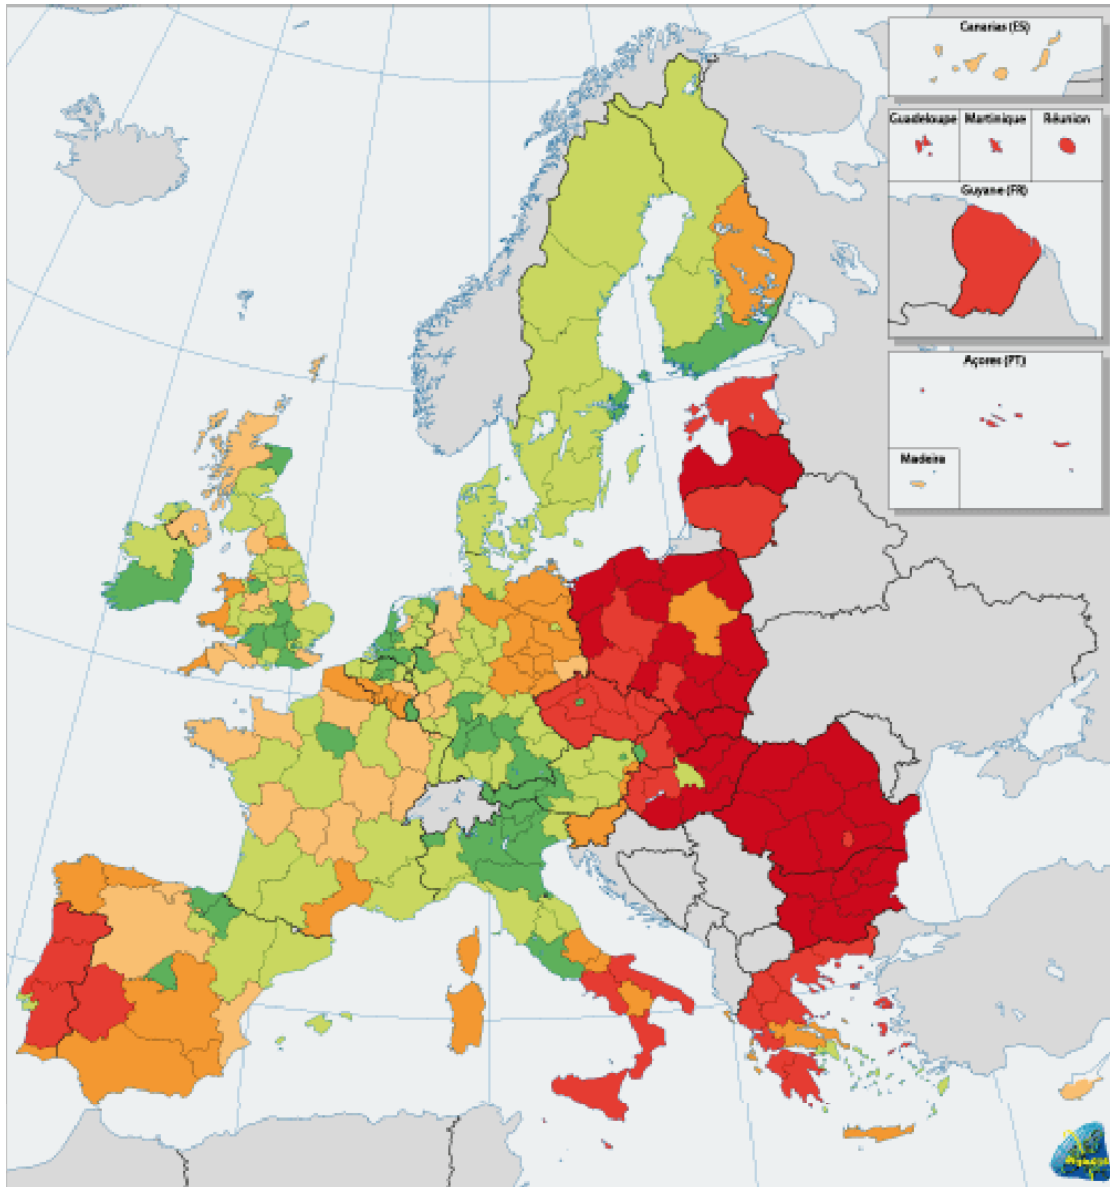 Canarias (ES)
Guadeloupe
Martinique
Réunion
Guyane (FR)
Açores (PT)
Madeira